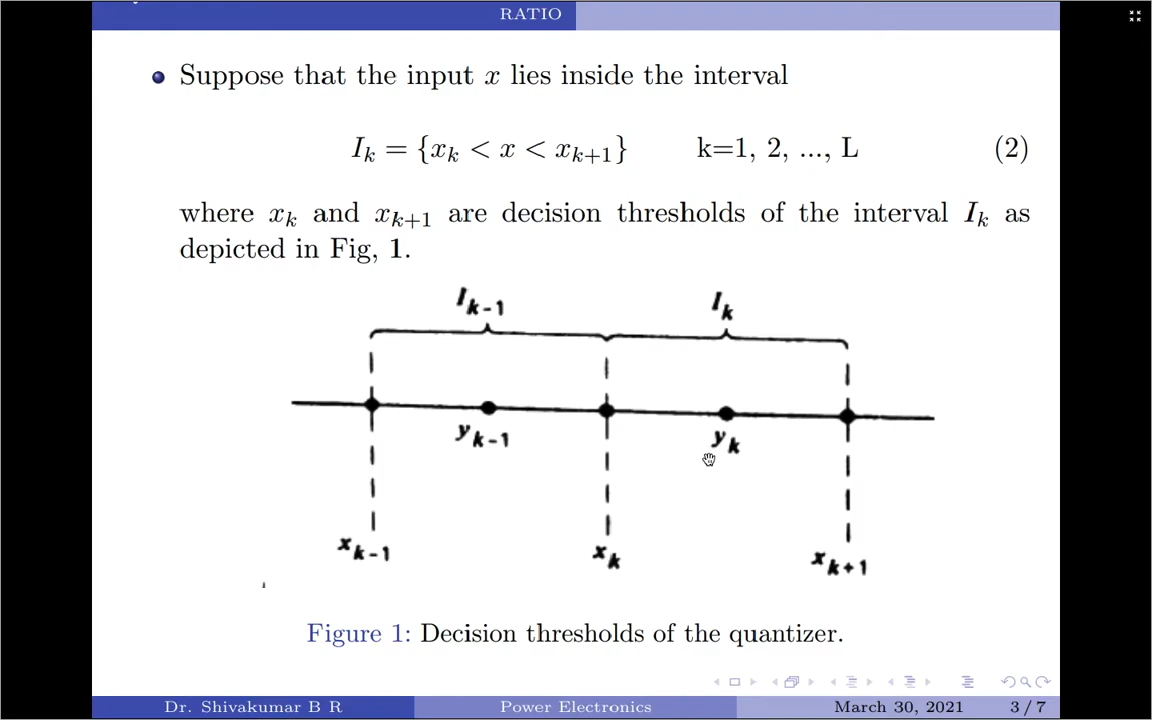 RATIO
Suppose that the input x lies inside the interval
I_k = {x_k < x < x_{k+1}} k=1, 2, ..., L (2)
where x_k and x_{k+1} are decision thresholds of the interval I_k as
depicted in Fig, 1.
I_{k-1} I_k
y_{k-1} y_k
x_{k-1} x_k x_{k+1}
Figure 1: Decision thresholds of the quantizer.
Dr. Shivakumar B R Power Electronics March 30, 2021 3 / 7